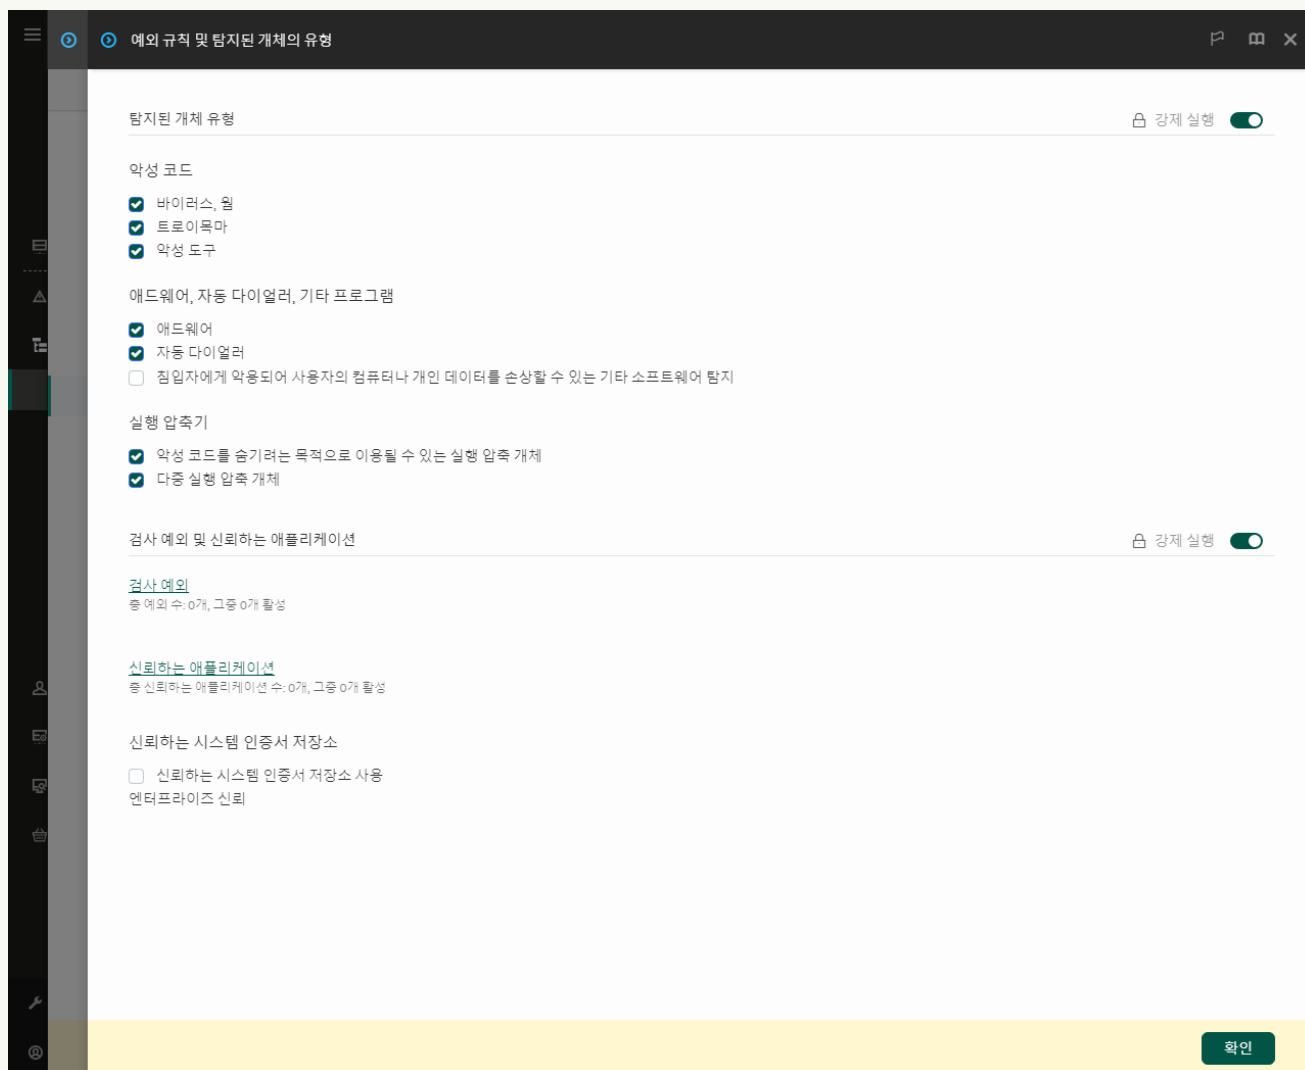 예외 규칙 및 탐지된 개체의 유형
탐지된 개체 유형
강제 실행
악성 코드
바이러스, 웜
트로이목마
악성 도구
애드웨어, 자동 다이얼러, 기타 프로그램
애드웨어
자동 다이얼러
침입자에게 악용되어 사용자의 컴퓨터나 개인 데이터를 손상할 수 있는 기타 소프트웨어 탐지
실행 압축기
악성 코드를 숨기려는 목적으로 이용될 수 있는 실행 압축 개체
다중 실행 압축 개체
검사 예외 및 신뢰하는 애플리케이션
강제 실행
검사 예외
총 예외 수: 0개, 그중 0개 활성
신뢰하는 애플리케이션
총 신뢰하는 애플리케이션 수: 0개, 그중 0개 활성
신뢰하는 시스템 인증서 저장소
신뢰하는 시스템 인증서 저장소 사용
엔터프라이즈 신뢰
확인